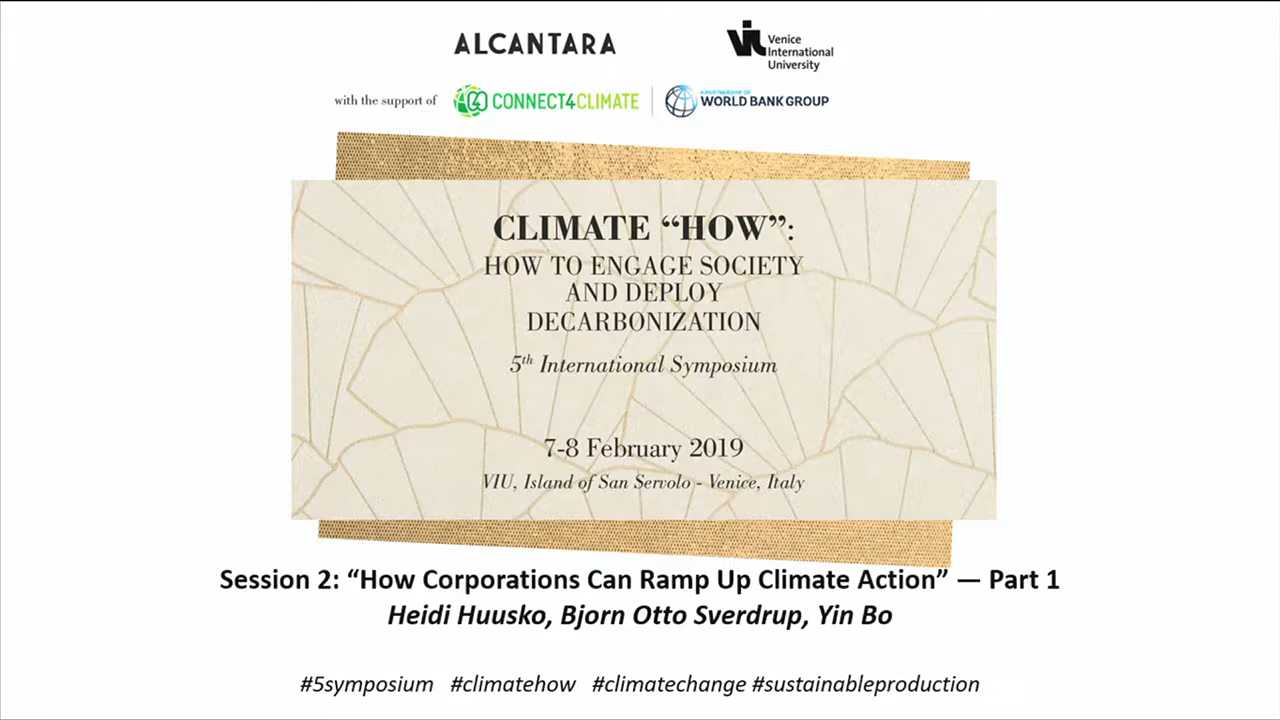 ALCANTARA
Venice
International
University
with the support of
CONNECT4CLIMATE
A PARTNERSHIP OF
WORLD BANK GROUP
CLIMATE “HOW”:
HOW TO ENGAGE SOCIETY
AND DEPLOY
DECARBONIZATION
5th International Symposium
7-8 February 2019
VIU, Island of San Servolo - Venice, Italy
Session 2: “How Corporations Can Ramp Up Climate Action” — Part 1
Heidi Huusko, Bjorn Otto Sverdrup, Yin Bo
#5symposium #climatehow #climatechange #sustainableproduction